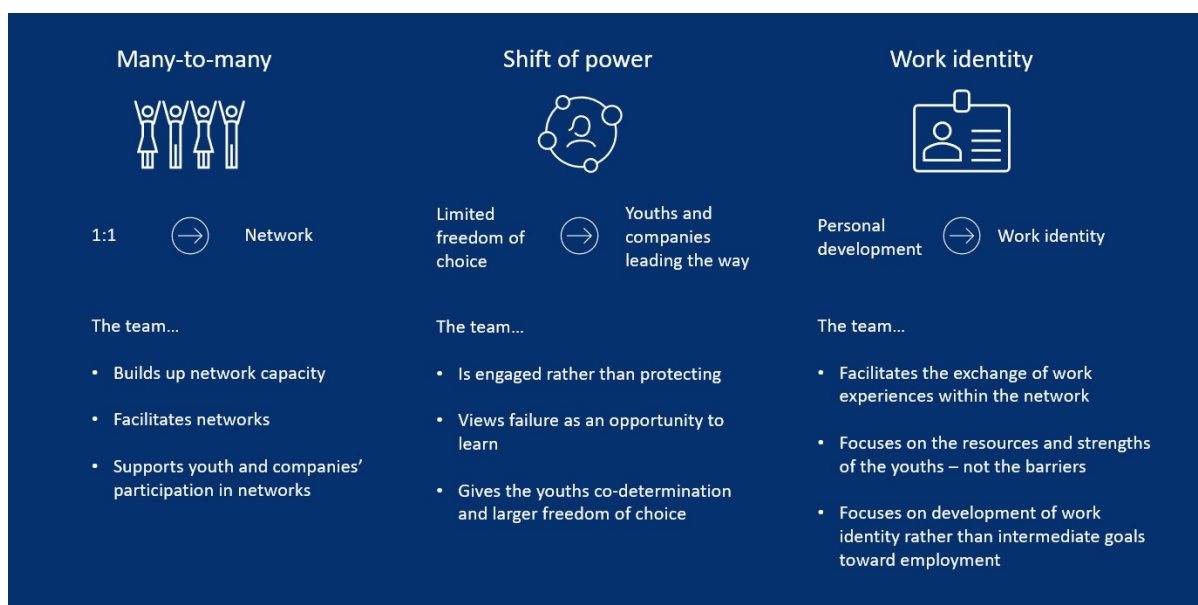 Many-to-many
1:1
Network
The team...
• Builds up network capacity
• Facilitates networks
• Supports youth and companies’
participation in networks
Shift of power
Limited
freedom of
choice
Youths and
companies
leading the way
The team...
• Is engaged rather than protecting
• Views failure as an opportunity to
learn
• Gives the youths co-determination
and larger freedom of choice
Work identity
Personal
development
Work identity
The team...
• Facilitates the exchange of work
experiences within the network
• Focuses on the resources and strengths
of the youths – not the barriers
• Focuses on development of work
identity rather than intermediate goals
toward employment